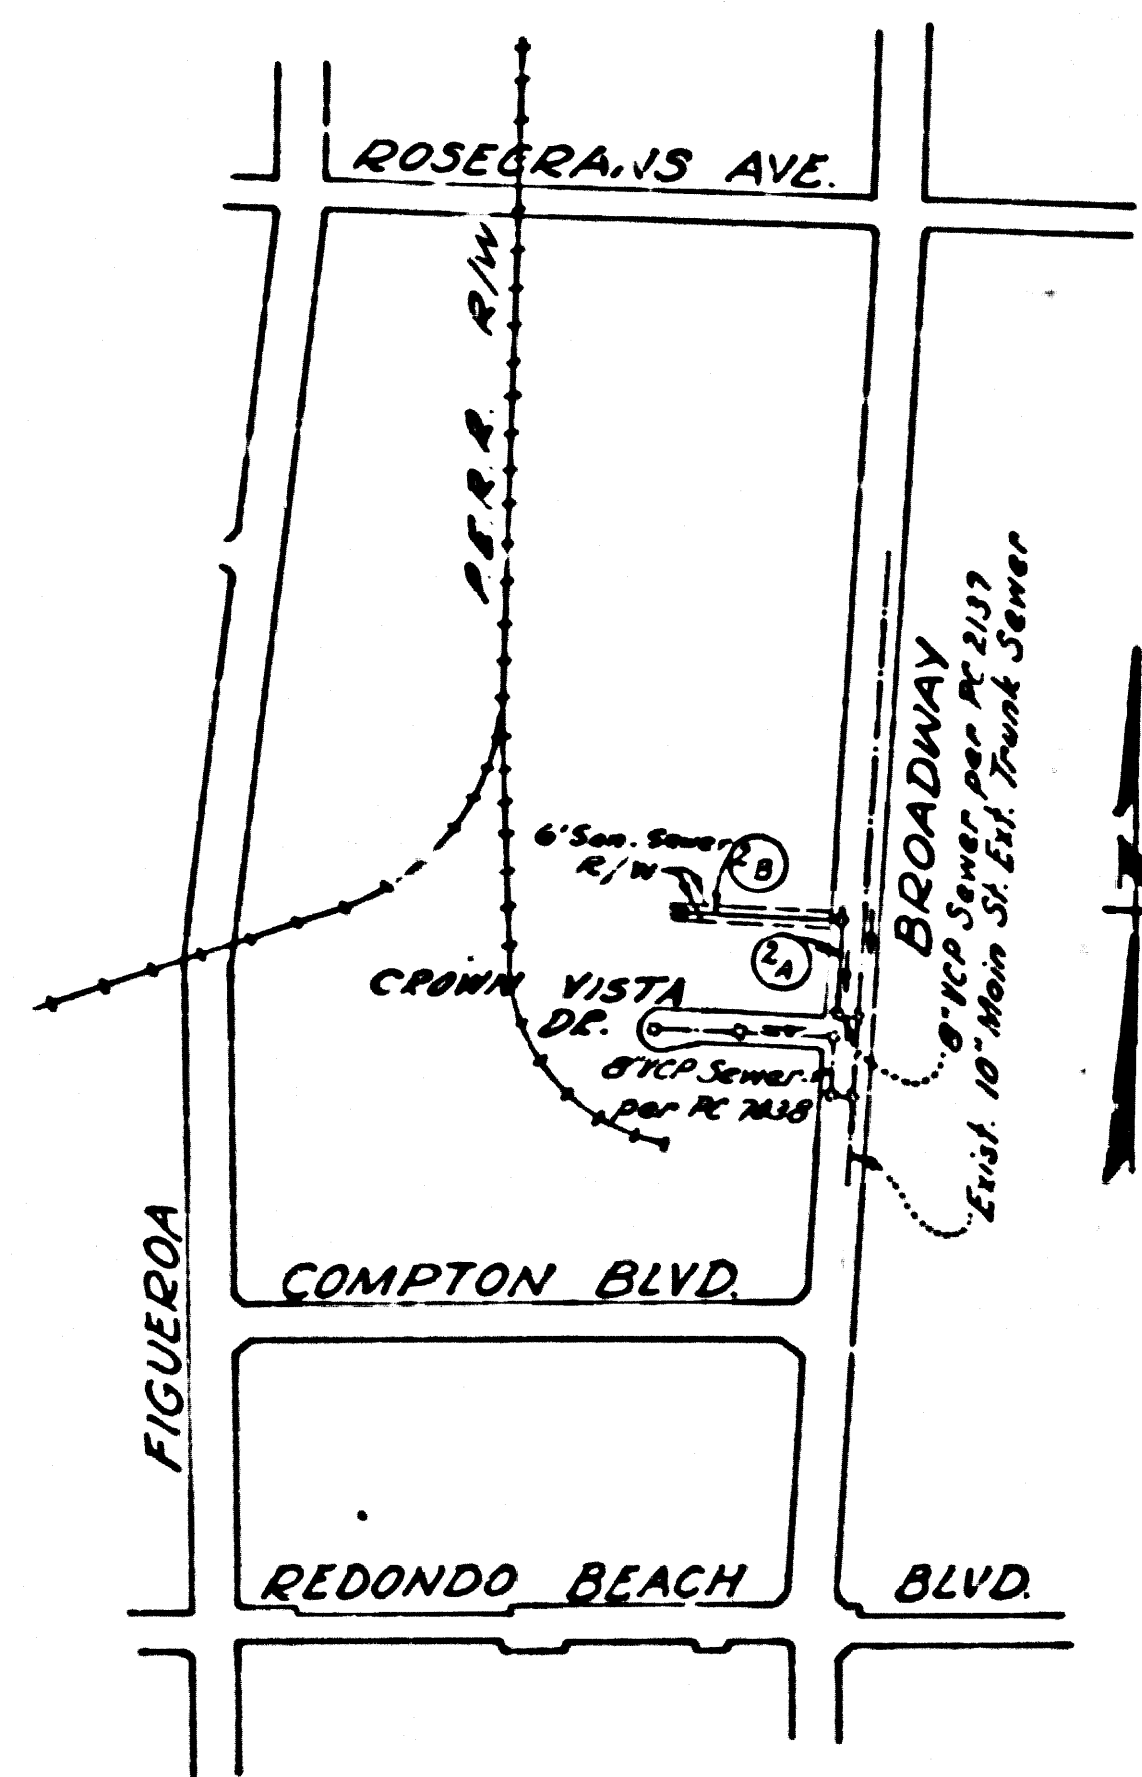 ROSECRANS AVE.
P.E.R.R. R/W
BROADWAY
8" VCP Sewer per PC 2137
Exist. 10" Main St. Ext. Trunk Sewer
6' San. Sewer
R/W
2B
2A
CROWN VISTA
DR.
8" VCP Sewer
per PC 7038
FIGUEROA
COMPTON BLVD.
REDONDO BEACH BLVD.